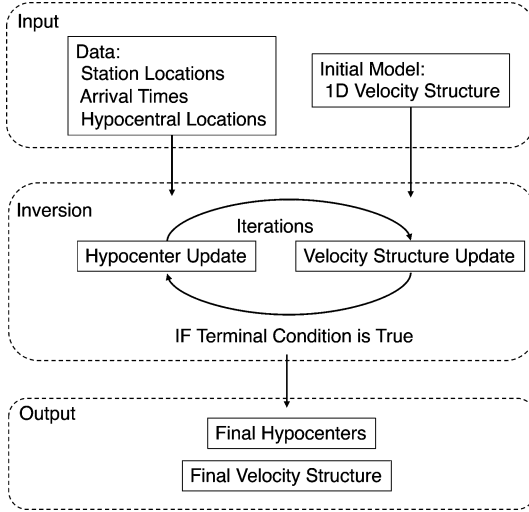 Input
Data:
Station Locations
Arrival Times
Hypocentral Locations
Initial Model:
1D Velocity Structure
Inversion
Iterations
Hypocenter Update
Velocity Structure Update
IF Terminal Condition is True
Output
Final Hypocenters
Final Velocity Structure